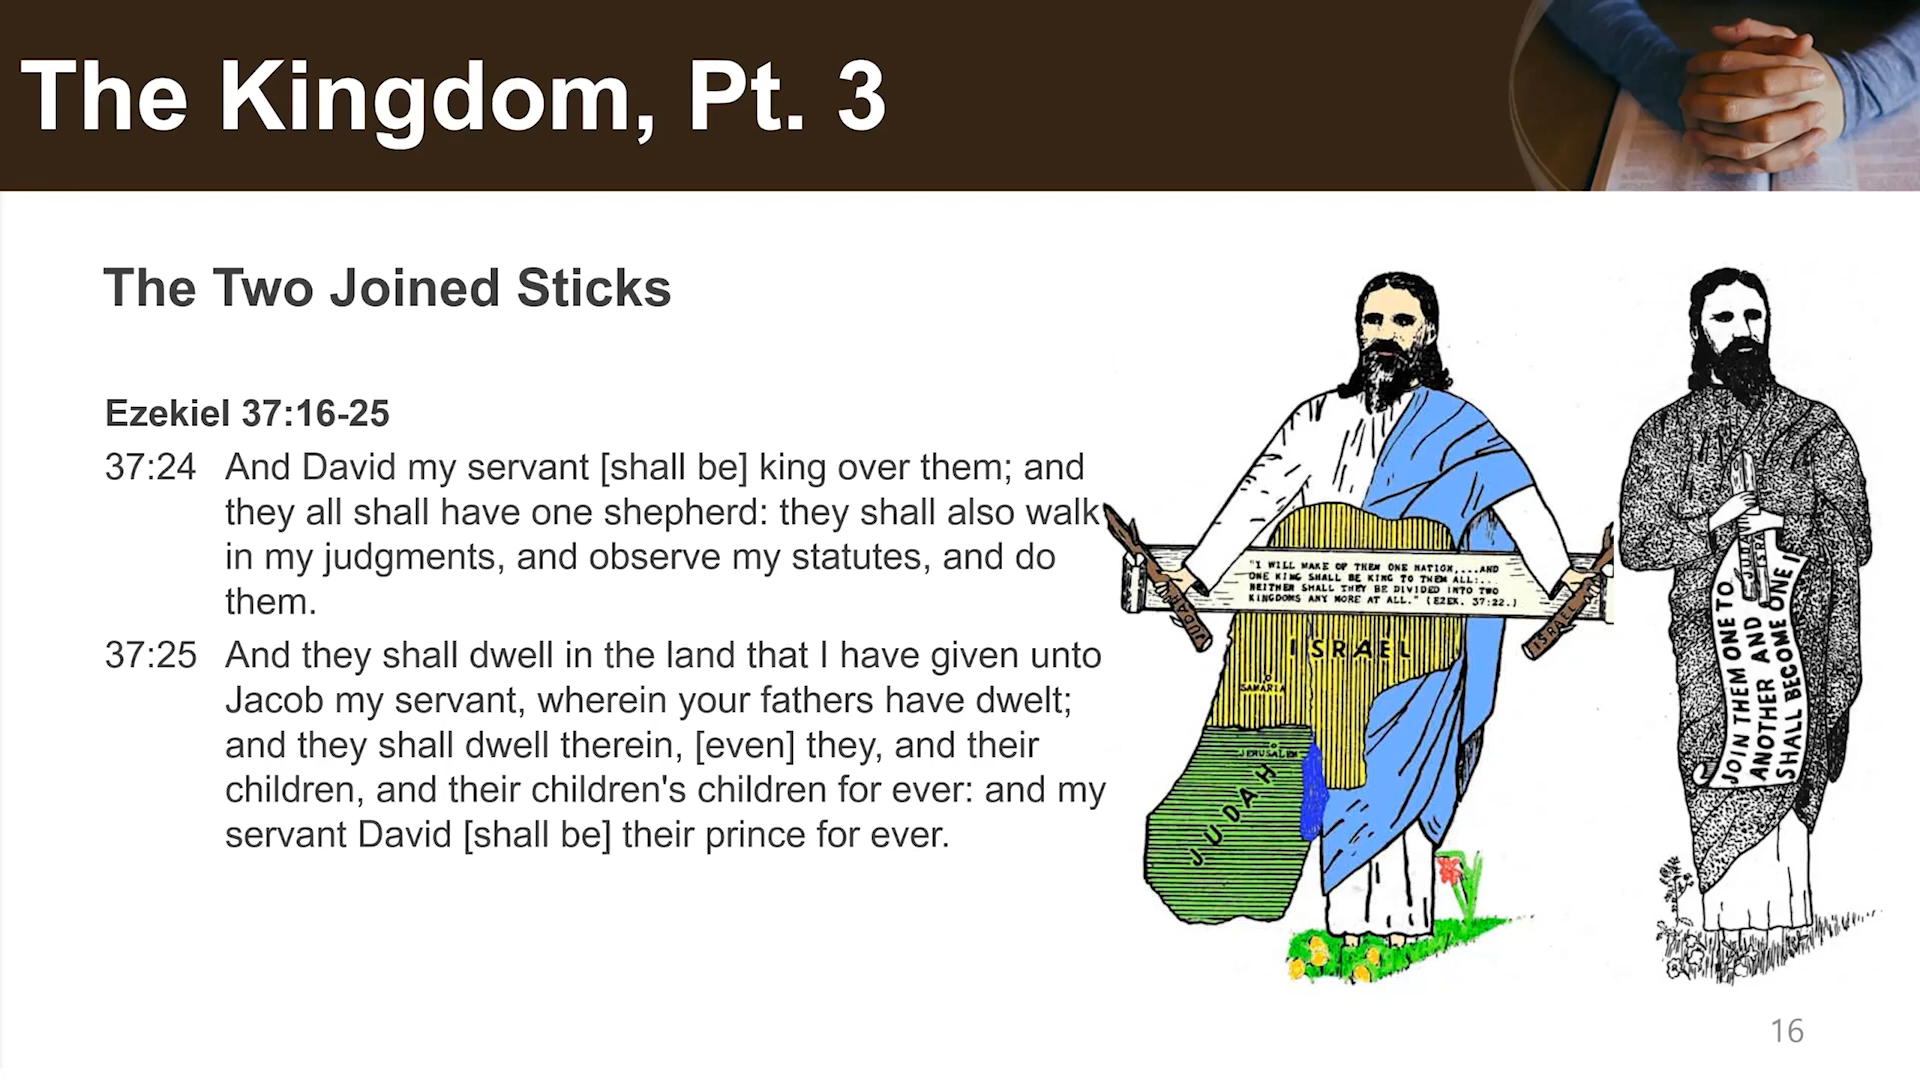 The Kingdom, Pt. 3
The Two Joined Sticks
Ezekiel 37:16-25
37:24 And David my servant [shall be] king over them; and
they all shall have one shepherd: they shall also walk
in my judgments, and observe my statutes, and do
them.
37:25 And they shall dwell in the land that I have given unto
Jacob my servant, wherein your fathers have dwelt;
and they shall dwell therein, [even] they, and their
children, and their children's children for ever: and my
servant David [shall be] their prince for ever.
"I WILL MAKE OF THEM ONE NATION,...AND
ONE KING SHALL BE KING TO THEM ALL:...
NEITHER SHALL THEY BE DIVIDED INTO TWO
KINGDOMS ANY MORE AT ALL." (EZEK. 37:22.)
JUDAH
ISRAEL
ISRAEL
SAMARIA
JERUSALEM
JUDAH
JUDAH
JOIN THEM ONE TO
ANOTHER AND
SHALL BECOME ONE!
16